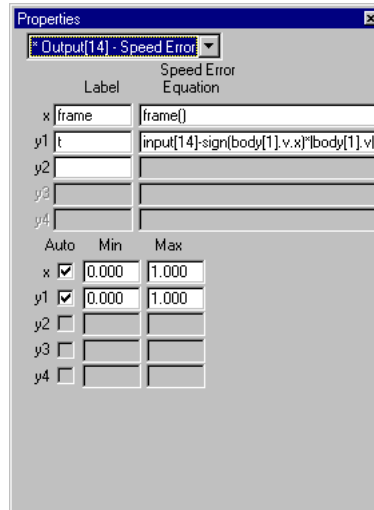 Properties
* Output[14] - Speed Error
Speed Error
Label Equation
x frame frame()
y1 t input[14]-sign(body[1].v.x)*|body[1].v|
y2
y3
y4
Auto Min Max
x 0.000 1.000
y1 0.000 1.000
y2
y3
y4